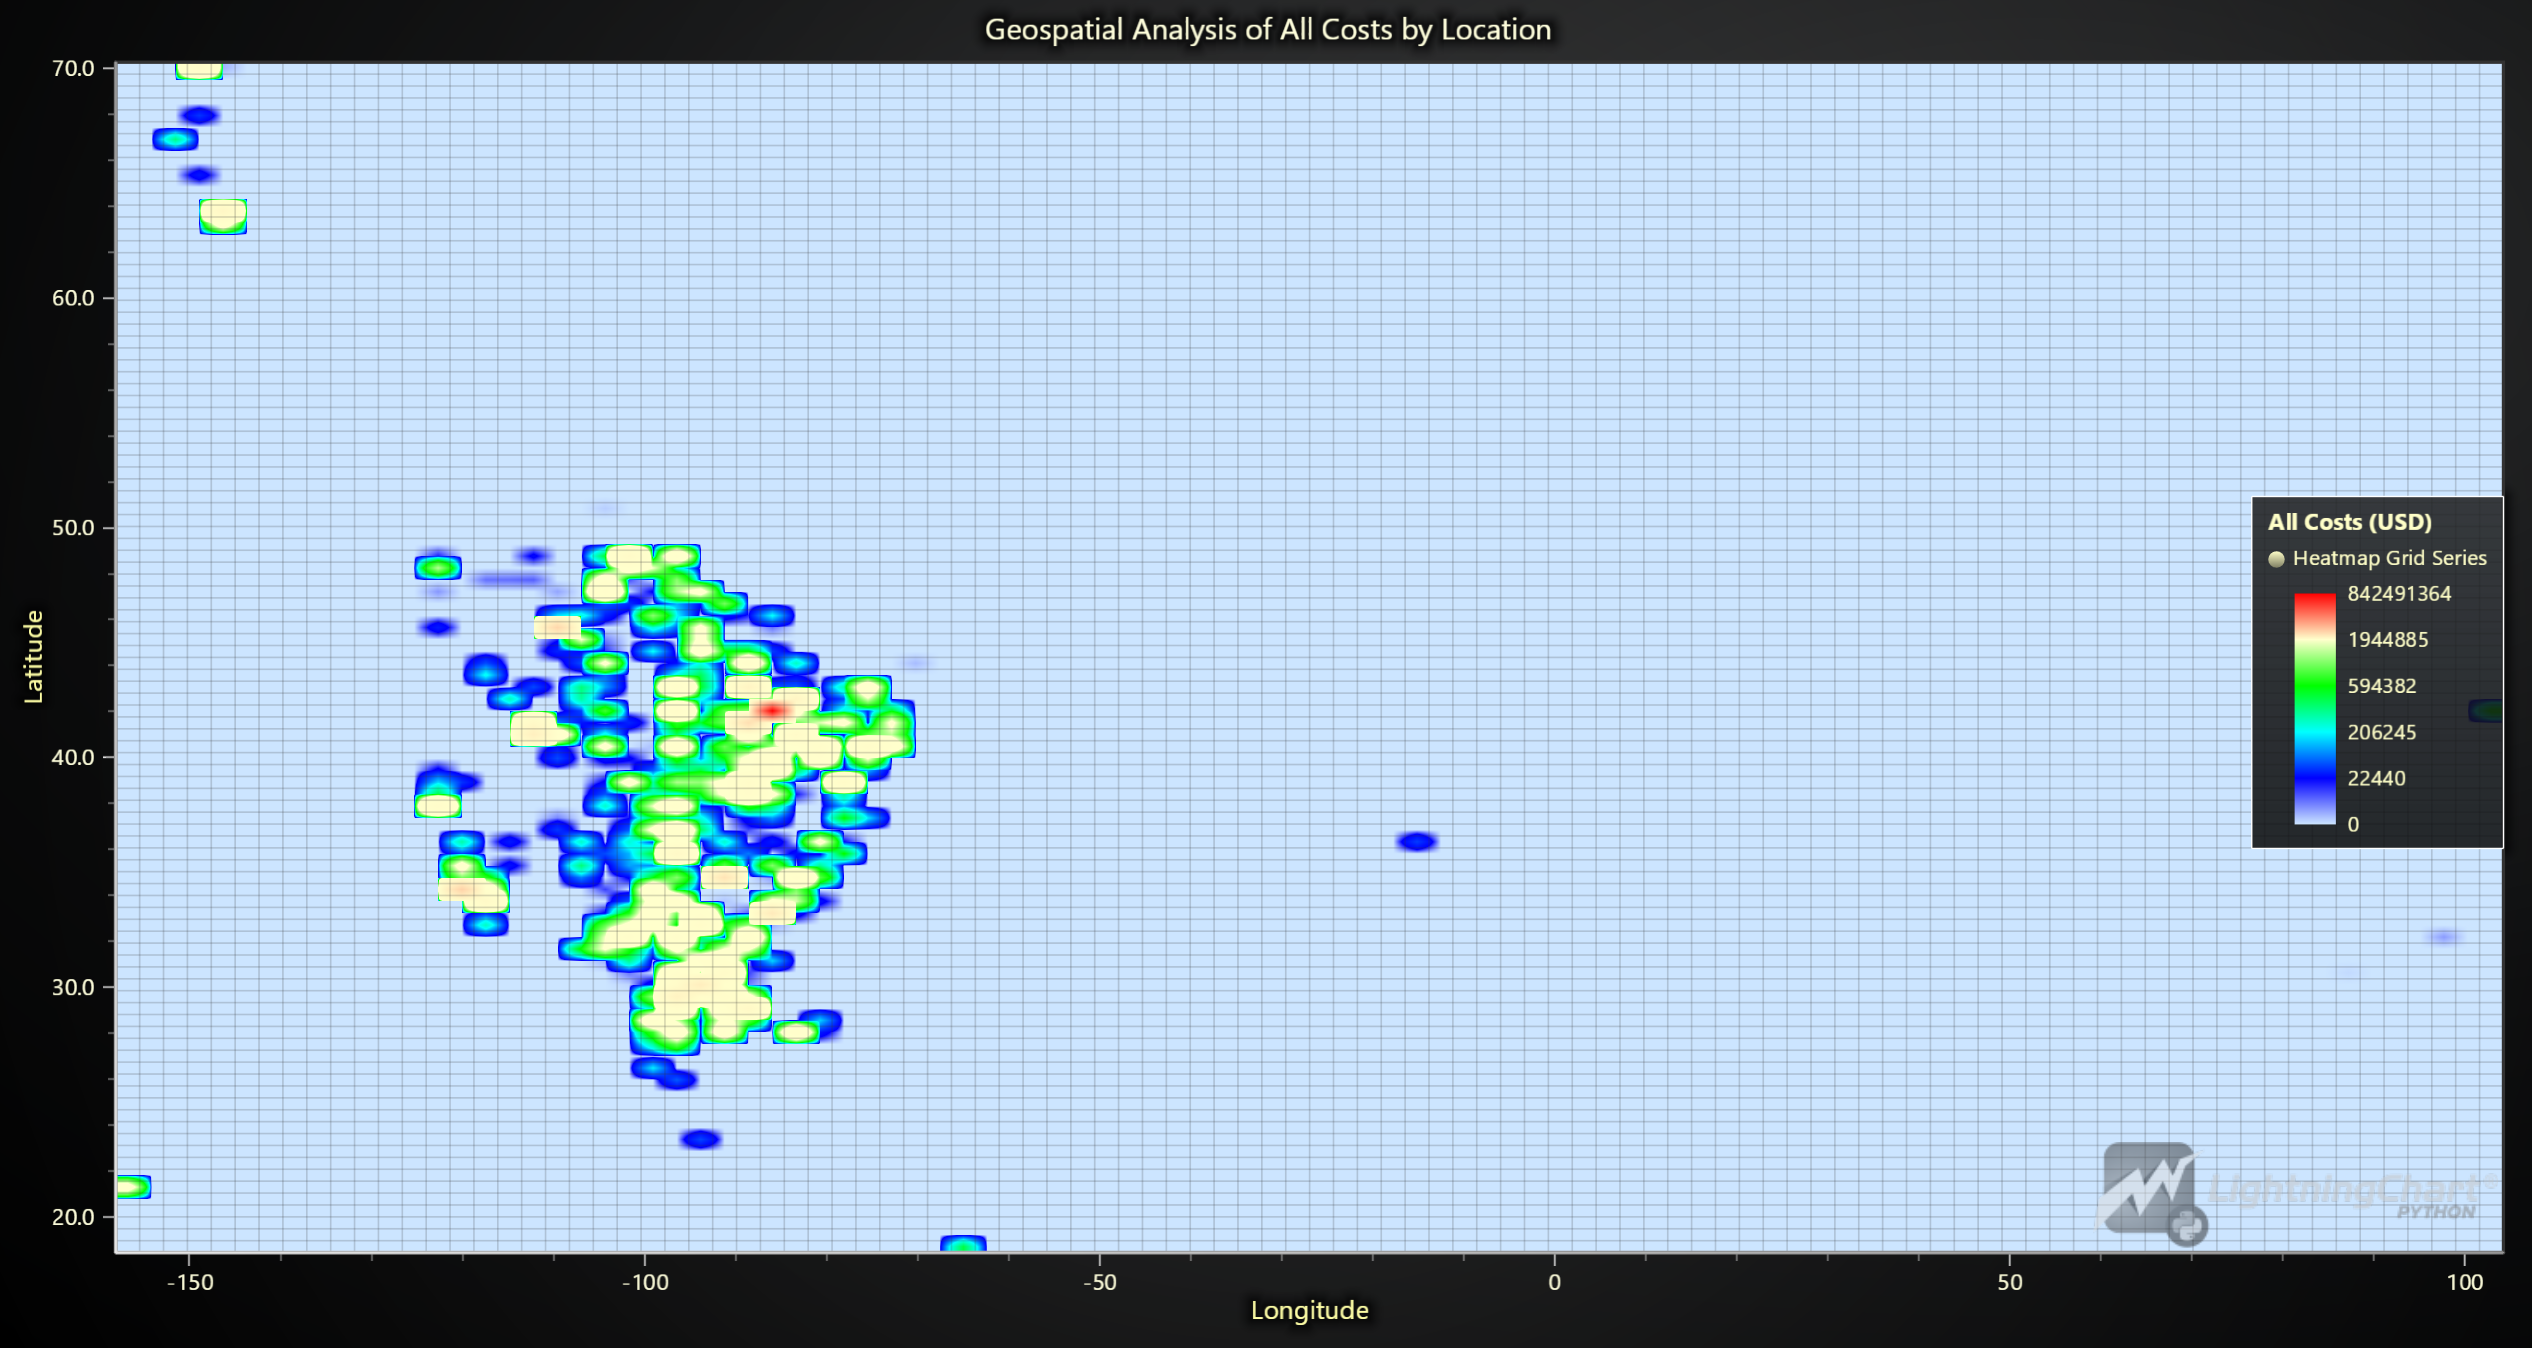 Geospatial Analysis of All Costs by Location
70.0
60.0
50.0
40.0
30.0
20.0
Latitude
-150
-100
-50
0
50
100
Longitude
All Costs (USD)
Heatmap Grid Series
842491364
1944885
594382
206245
22440
0
LightningChart®
PYTHON